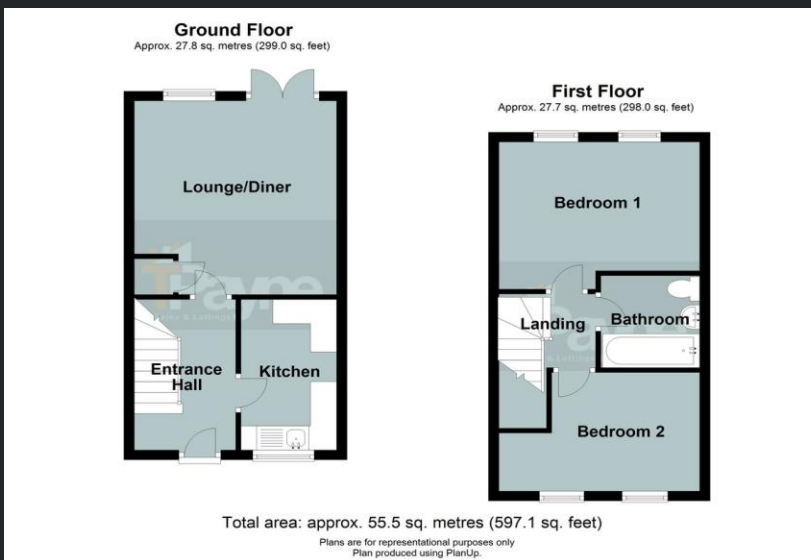 Ground Floor
Approx. 27.8 sq. metres (299.0 sq. feet)
Lounge/Diner
Entrance
Hall
Kitchen
First Floor
Approx. 27.7 sq. metres (298.0 sq. feet)
Bedroom 1
Landing
Bathroom
Bedroom 2
Payne
Total area: approx. 55.5 sq. metres (597.1 sq. feet)
Plans are for representational purposes only
Plan produced using PlanUp.